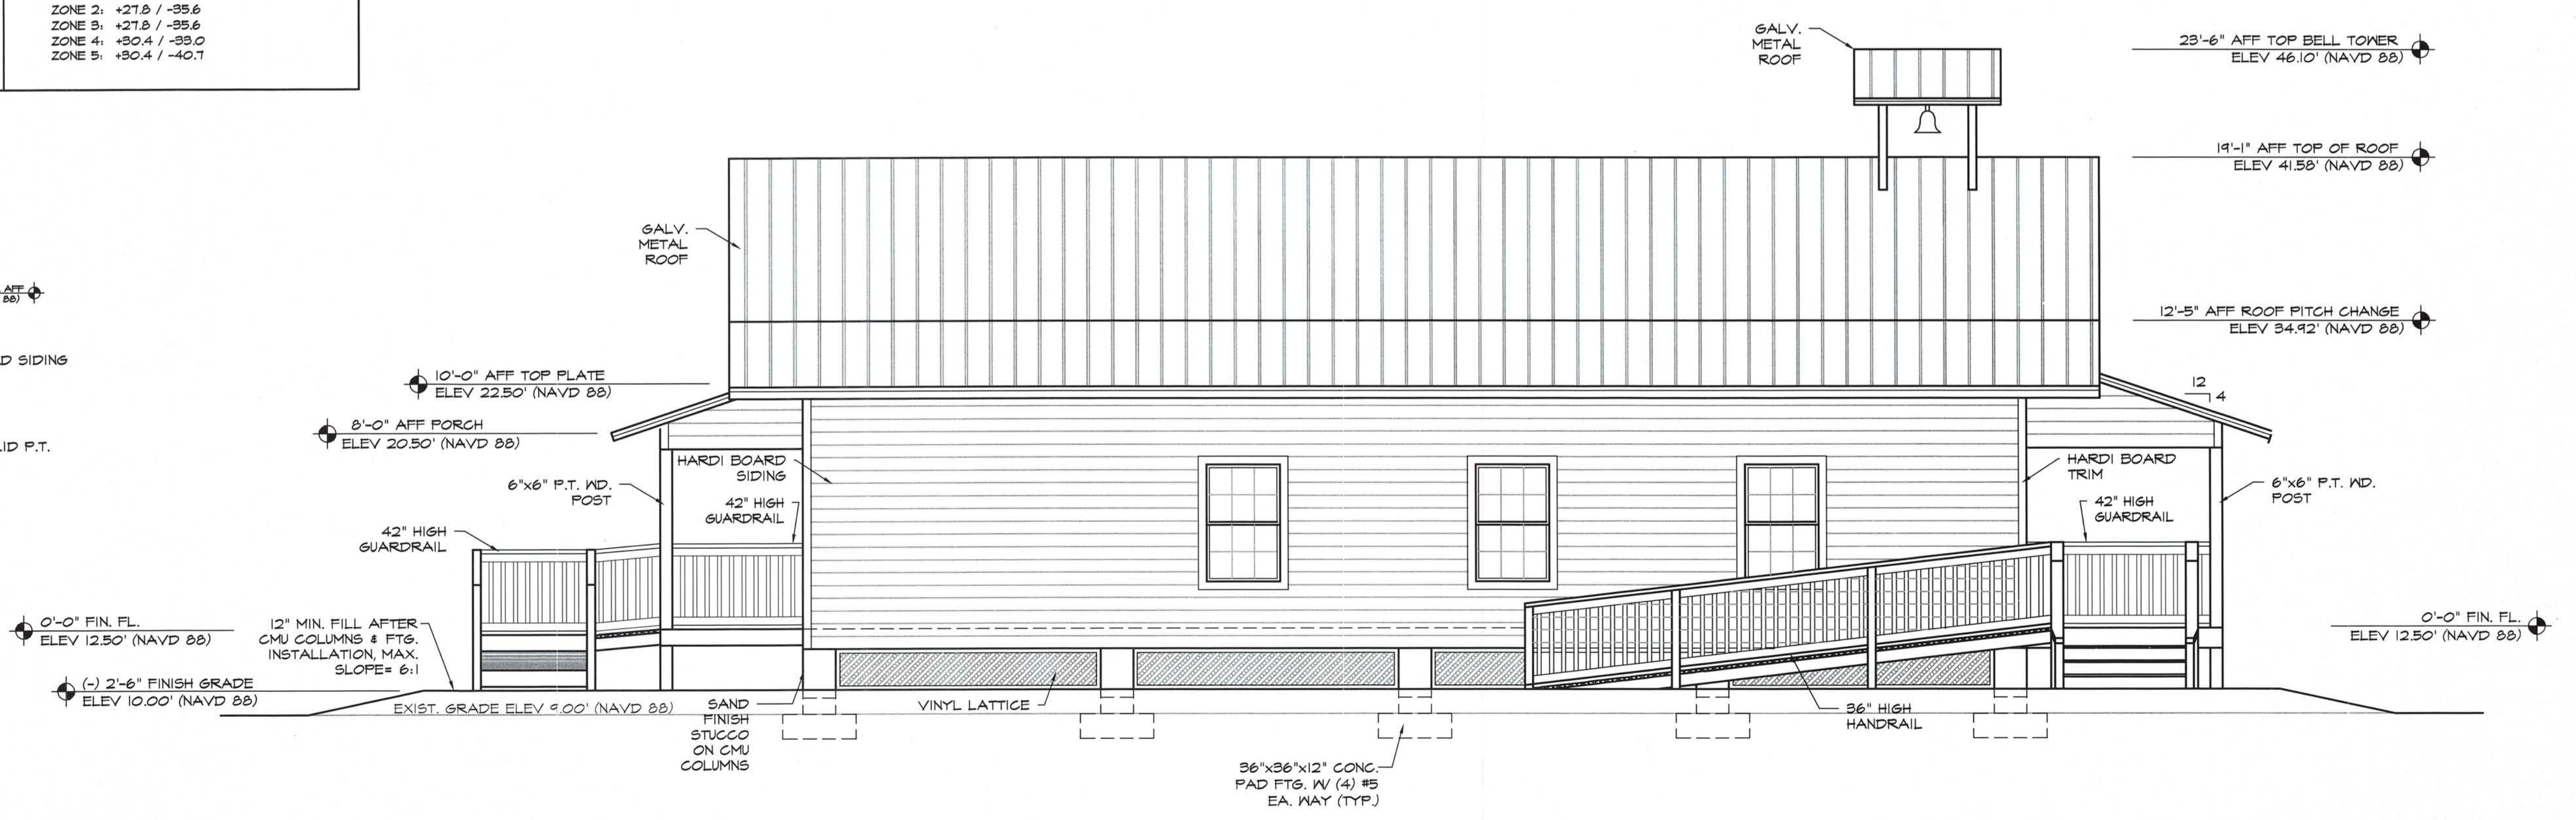 ZONE 2: +27.8 / -35.6
ZONE 3: +27.8 / -35.6
ZONE 4: +30.4 / -33.0
ZONE 5: +30.4 / -40.7
GALV.
METAL
ROOF
23'-6" AFF TOP BELL TOWER
ELEV 46.10' (NAVD 88)
19'-1" AFF TOP OF ROOF
ELEV 41.58' (NAVD 88)
GALV.
METAL
ROOF
AFF
88)
12'-5" AFF ROOF PITCH CHANGE
ELEV 34.92' (NAVD 88)
D SIDING
10'-0" AFF TOP PLATE
ELEV 22.50' (NAVD 88)
12
4
8'-0" AFF PORCH
ELEV 20.50' (NAVD 88)
LID P.T.
HARDI BOARD
SIDING
HARDI BOARD
TRIM
6"x6" P.T. WD.
POST
6"x6" P.T. WD.
POST
42" HIGH
GUARDRAIL
42" HIGH
GUARDRAIL
42" HIGH
GUARDRAIL
0'-0" FIN. FL.
ELEV 12.50' (NAVD 88)
12" MIN. FILL AFTER
CMU COLUMNS & FTG.
INSTALLATION, MAX.
SLOPE= 6:1
0'-0" FIN. FL.
ELEV 12.50' (NAVD 88)
(-) 2'-6" FINISH GRADE
ELEV 10.00' (NAVD 88)
EXIST. GRADE ELEV 9.00' (NAVD 88)
SAND
FINISH
STUCCO
ON CMU
COLUMNS
VINYL LATTICE
36" HIGH
HANDRAIL
36"x36"x12" CONC.
PAD FTG. W/ (4) #5
EA. WAY (TYP.)